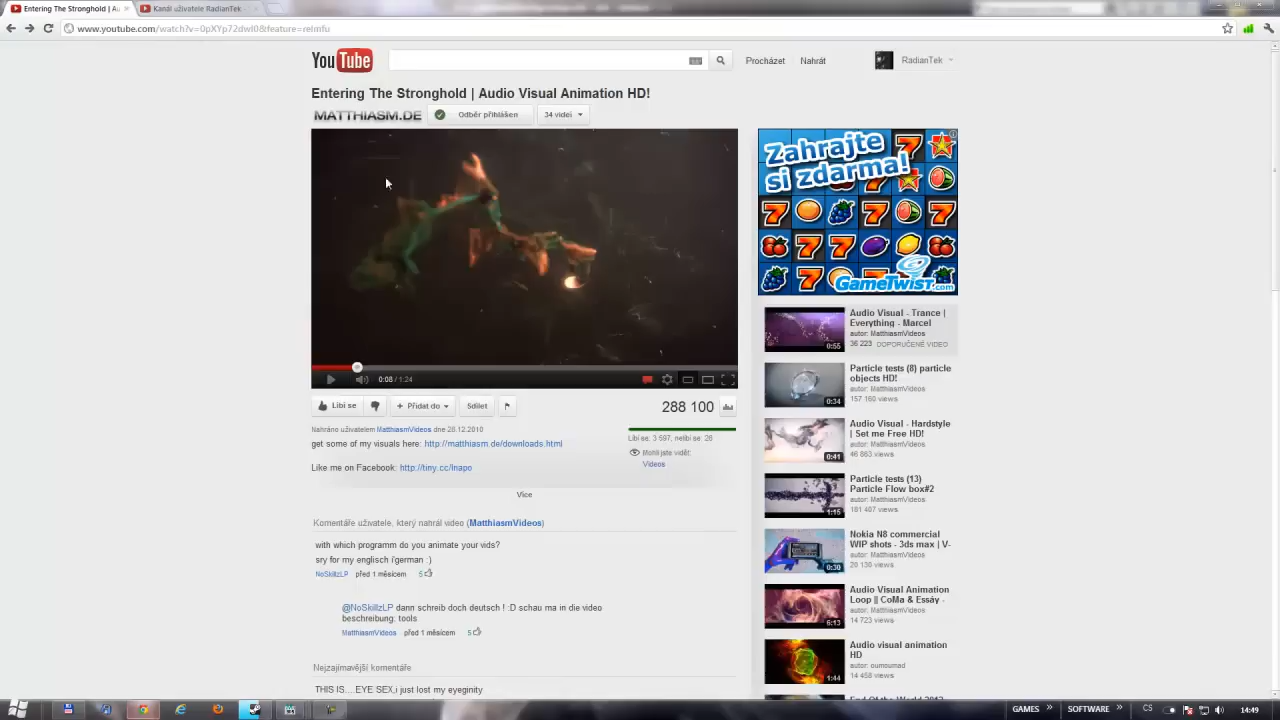 Entering The Stronghold | Au
Kanál uživatele RadianTek
www.youtube.com/watch?v=0pXYp72dwl08feature=relmfu
YouTube
Procházet
Nahrát
RadianTek
Entering The Stronghold | Audio Visual Animation HD!
MATTHIASM.DE
Odběr přihlášen
34 videí
Zahrajte
si zdarma!
GameTwist.com
0:08 / 1:24
Líbí se
Přidat do
Sdílet
288 100
Nahráno uživatelem MatthiasmVideos dne 28.12.2010
get some of my visuals here: http://matthiasm.de/downloads.html
Like me on Facebook: http://tiny.cc/lnapo
Líbí se: 3 597, nelíbí se: 26
Mohli jste vidět:
Videos
Více
Komentáře uživatele, který nahrál video (MatthiasmVideos)
with which programm do you animate your vids?
sry for my englisch i'german :)
NoSkillzLP před 1 měsícem 5
@NoSkillzLP dann schreib doch deutsch ! :D schau ma in die video
beschreibung: tools
MatthiasmVideos před 1 měsícem 5
Nejzajímavější komentáře
THIS IS....EYE SEX,i just lost my eyeginity
Audio Visual - Trance |
Everything - Marcel
autor: MatthiasmVideos
36 223 DOPORUČENÉ VIDEO
0:55
Particle tests (8) particle
objects HD!
autor: MatthiasmVideos
157 160 views
0:34
Audio Visual - Hardstyle
| Set me Free HD!
autor: MatthiasmVideos
46 863 views
0:41
Particle tests (13)
Particle Flow box#2
autor: MatthiasmVideos
181 407 views
1:15
Nokia N8 commercial
WIP shots - 3ds max | V-
autor: MatthiasmVideos
20 138 views
0:30
Audio Visual Animation
Loop || CoMa & Essáy -
autor: MatthiasmVideos
14 723 views
6:13
Audio visual animation
HD
autor: oumsumad
14 458 views
1:44
End Of the World 2012
GAMES
SOFTWARE
CS
14:49